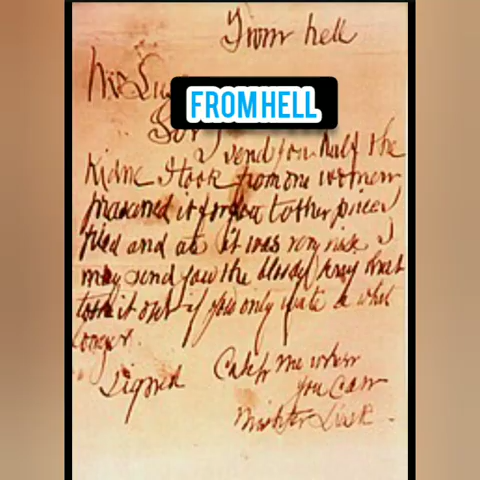 From hell
Mr Lus
FROM HELL
Sor
I send you half the
Kidne I took from one women
prasarved it for you tother piece I
fried and ate it was very nise I
may send you the bloody knif that
took it out if you only wate a whil
longer.
signed Catch me when
you can
Mishter Lusk.